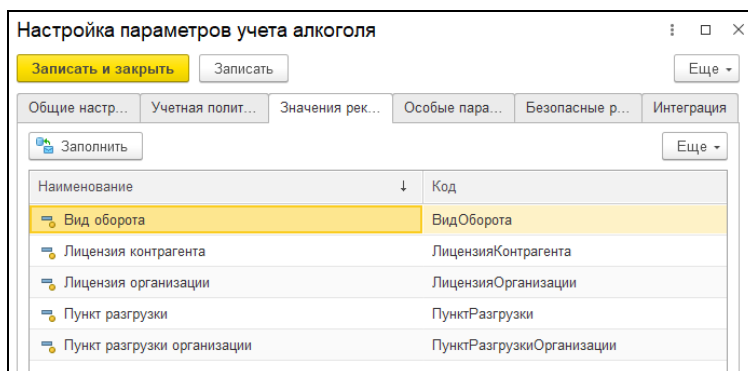 Настройка параметров учета алкоголя
Записать и закрыть Записать Еще
Общие настр... Учетная полит... Значения рек... Особые пара... Безопасные р... Интеграция
Заполнить Еще
Наименование ↓ Код
Вид оборота ВидОборота
Лицензия контрагента ЛицензияКонтрагента
Лицензия организации ЛицензияОрганизации
Пункт разгрузки ПунктРазгрузки
Пункт разгрузки организации ПунктРазгрузкиОрганизации